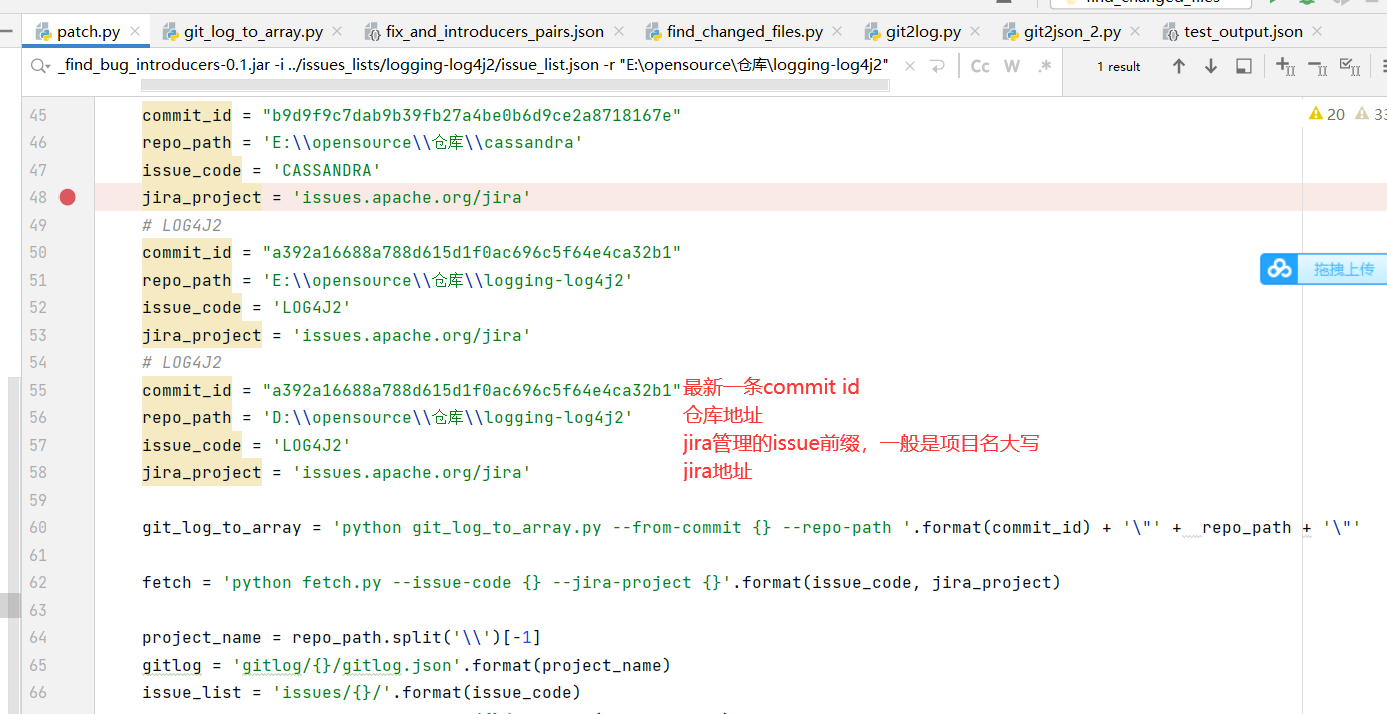 find_changed_files
patch.py
git_log_to_array.py
fix_and_introducers_pairs.json
find_changed_files.py
git2log.py
git2json_2.py
test_output.json
_find_bug_introducers-0.1.jar -i ../issues_lists/logging-log4j2/issue_list.json -r "E:\opensource\仓库\logging-log4j2"
Cc
W
.*
1 result
20
33
45 commit_id = "b9d9f9c7dab9b39fb27a4be0b6d9ce2a8718167e"
46 repo_path = 'E:\\opensource\\仓库\\cassandra'
47 issue_code = 'CASSANDRA'
48 jira_project = 'issues.apache.org/jira'
49 # LOG4J2
50 commit_id = "a392a16688a788d615d1f0ac696c5f64e4ca32b1"
51 repo_path = 'E:\\opensource\\仓库\\logging-log4j2'
拖拽上传
52 issue_code = 'LOG4J2'
53 jira_project = 'issues.apache.org/jira'
54 # LOG4J2
55 commit_id = "a392a16688a788d615d1f0ac696c5f64e4ca32b1" 最新一条commit id
56 repo_path = 'D:\\opensource\\仓库\\logging-log4j2' 仓库地址
57 issue_code = 'LOG4J2' jira管理的issue前缀，一般是项目名大写
58 jira_project = 'issues.apache.org/jira' jira地址
59
60 git_log_to_array = 'python git_log_to_array.py --from-commit {} --repo-path '.format(commit_id) + '\"' +  repo_path + '\"'
61
62 fetch = 'python fetch.py --issue-code {} --jira-project {}'.format(issue_code, jira_project)
63
64 project_name = repo_path.split('\\')[-1]
65 gitlog = 'gitlog/{}/gitlog.json'.format(project_name)
66 issue_list = 'issues/{}/'.format(issue_code)